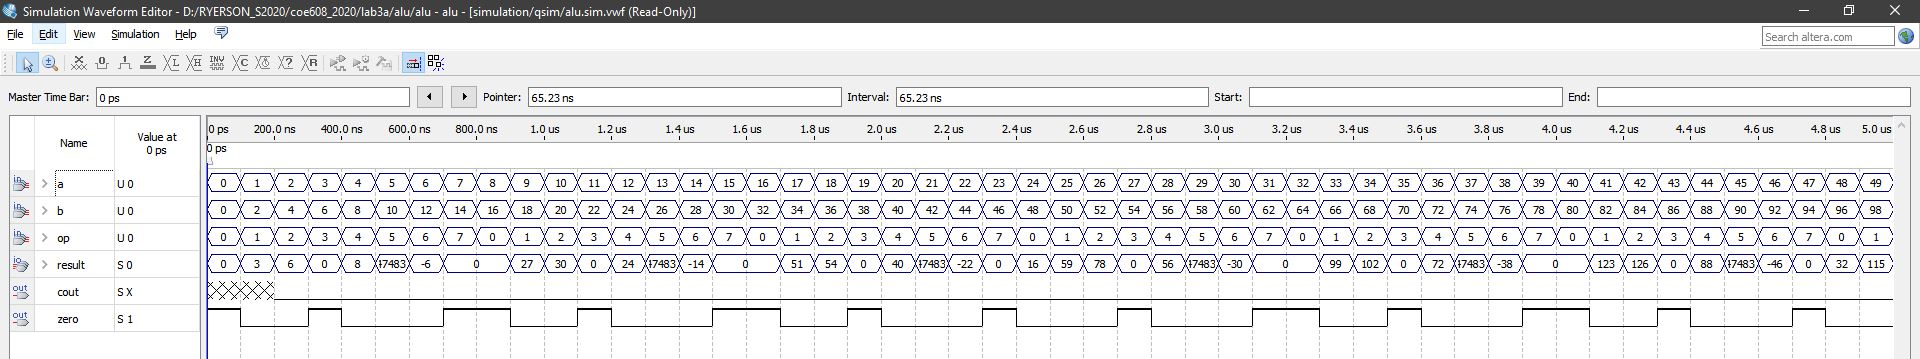 Simulation Waveform Editor - D:/RYERSON_S2020/coe608_2020/lab3a/alu/alu - alu - [simulation/qsim/alu.sim.vwf (Read-Only)]
File Edit View Simulation Help
Search altera.com
Master Time Bar: 0 ps Pointer: 65.23 ns Interval: 65.23 ns Start: End:
Name Value at 0 ps
0 ps 200.0 ns 400.0 ns 600.0 ns 800.0 ns 1.0 us 1.2 us 1.4 us 1.6 us 1.8 us 2.0 us 2.2 us 2.4 us 2.6 us 2.8 us 3.0 us 3.2 us 3.4 us 3.6 us 3.8 us 4.0 us 4.2 us 4.4 us 4.6 us 4.8 us 5.0 us
0 ps
in a U 0 0 1 2 3 4 5 6 7 8 9 10 11 12 13 14 15 16 17 18 19 20 21 22 23 24 25 26 27 28 29 30 31 32 33 34 35 36 37 38 39 40 41 42 43 44 45 46 47 48 49
in b U 0 0 2 4 6 8 10 12 14 16 18 20 22 24 26 28 30 32 34 36 38 40 42 44 46 48 50 52 54 56 58 60 62 64 66 68 70 72 74 76 78 80 82 84 86 88 90 92 94 96 98
in op U 0 0 1 2 3 4 5 6 7 0 1 2 3 4 5 6 7 0 1 2 3 4 5 6 7 0 1 2 3 4 5 6 7 0 1 2 3 4 5 6 7 0 1 2 3 4 5 6 7 0 1
io result S 0 0 3 6 0 8 47483 -6 0 27 30 0 24 47483 -14 0 51 54 0 40 47483 -22 0 16 59 78 0 56 47483 -30 0 99 102 0 72 47483 -38 0 123 126 0 88 47483 -46 0 32 115
out cout S X
out zero S 1